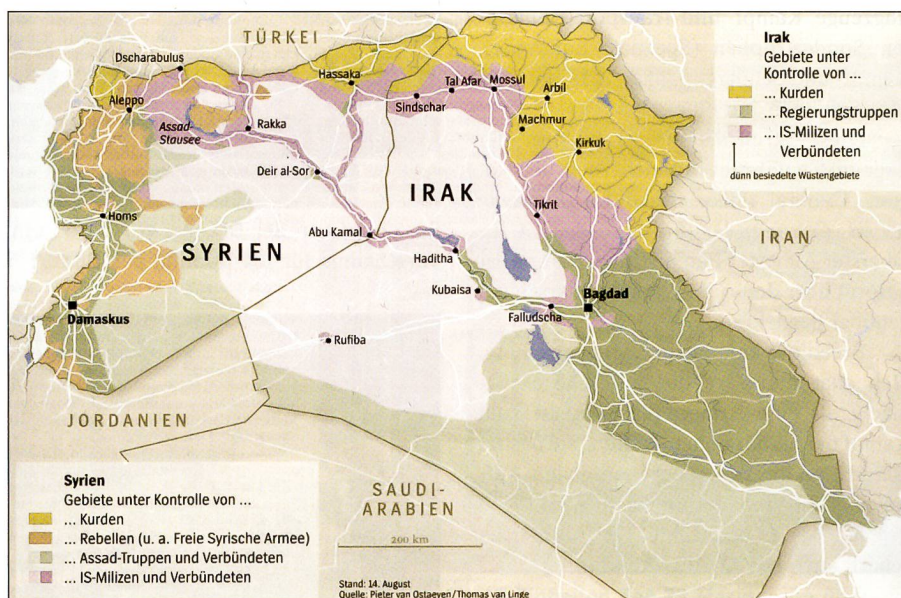 TÜRKEI
Dscharabulus
Hassaka
Tal Afar
Mossul
Aleppo
Sindschar
Arbil
Assad-
Stausee
Rakka
Machmur
Kirkuk
Deir al-Sor
IRAK
Homs
SYRIEN
Abu Kamal
Tikrit
Haditha
IRAN
Kubaisa
Bagdad
Damaskus
Falludscha
Rufiba
JORDANIEN
SAUDI-
ARABIEN
200 km
Irak
Gebiete unter
Kontrolle von ...
... Kurden
... Regierungstruppen
... IS-Milizen und
Verbündeten
dünn besiedelte Wüstengebiete
Syrien
Gebiete unter Kontrolle von ...
... Kurden
... Rebellen (u. a. Freie Syrische Armee)
... Assad-Truppen und Verbündeten
... IS-Milizen und Verbündeten
Stand: 14. August
Quelle: Pieter van Ostaeyen/Thomas van Linge